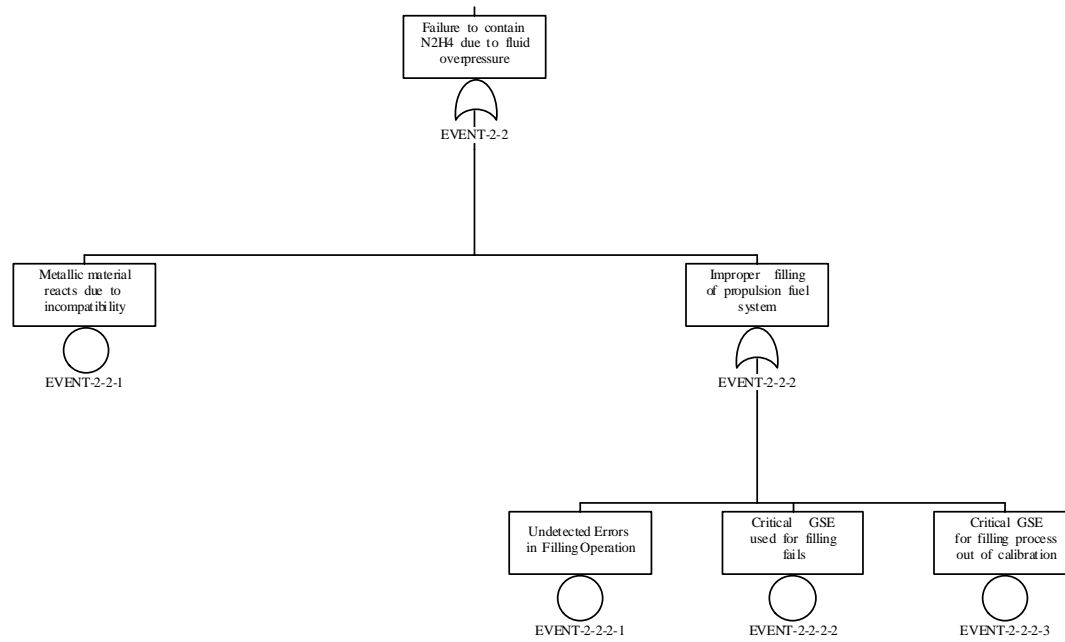 Failure to contain
N2H4 due to fluid
overpressure
EVENT-2-2
Metallic material
reacts due to
incompatibility
EVENT-2-2-1
Improper filling
of propulsion fuel
system
EVENT-2-2-2
Undetected Errors
in Filling Operation
EVENT-2-2-2-1
Critical GSE
used for filling
fails
EVENT-2-2-2-2
Critical GSE
for filling process
out of calibration
EVENT-2-2-2-3